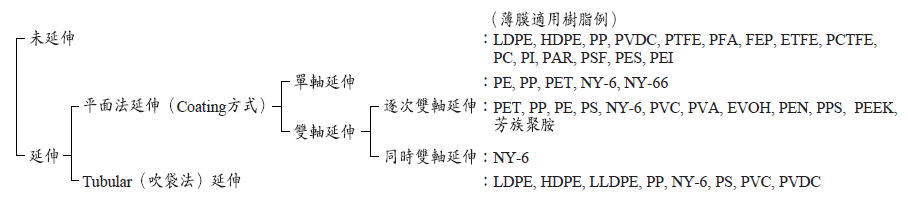 （薄膜適用樹脂例）
未延伸：LDPE, HDPE, PP, PVDC, PTFE, PFA, FEP, ETFE, PCTFE,
PC, PI, PAR, PSF, PES, PEI
單軸延伸：PE, PP, PET, NY-6, NY-66
平面法延伸（Coating方式）
逐次雙軸延伸：PET, PP, PE, PS, NY-6, PVC, PVA, EVOH, PEN, PPS, PEEK,
芳族聚胺
雙軸延伸
延伸
同時雙軸延伸：NY-6
Tubular（吹袋法）延伸：LDPE, HDPE, LLDPE, PP, NY-6, PS, PVC, PVDC